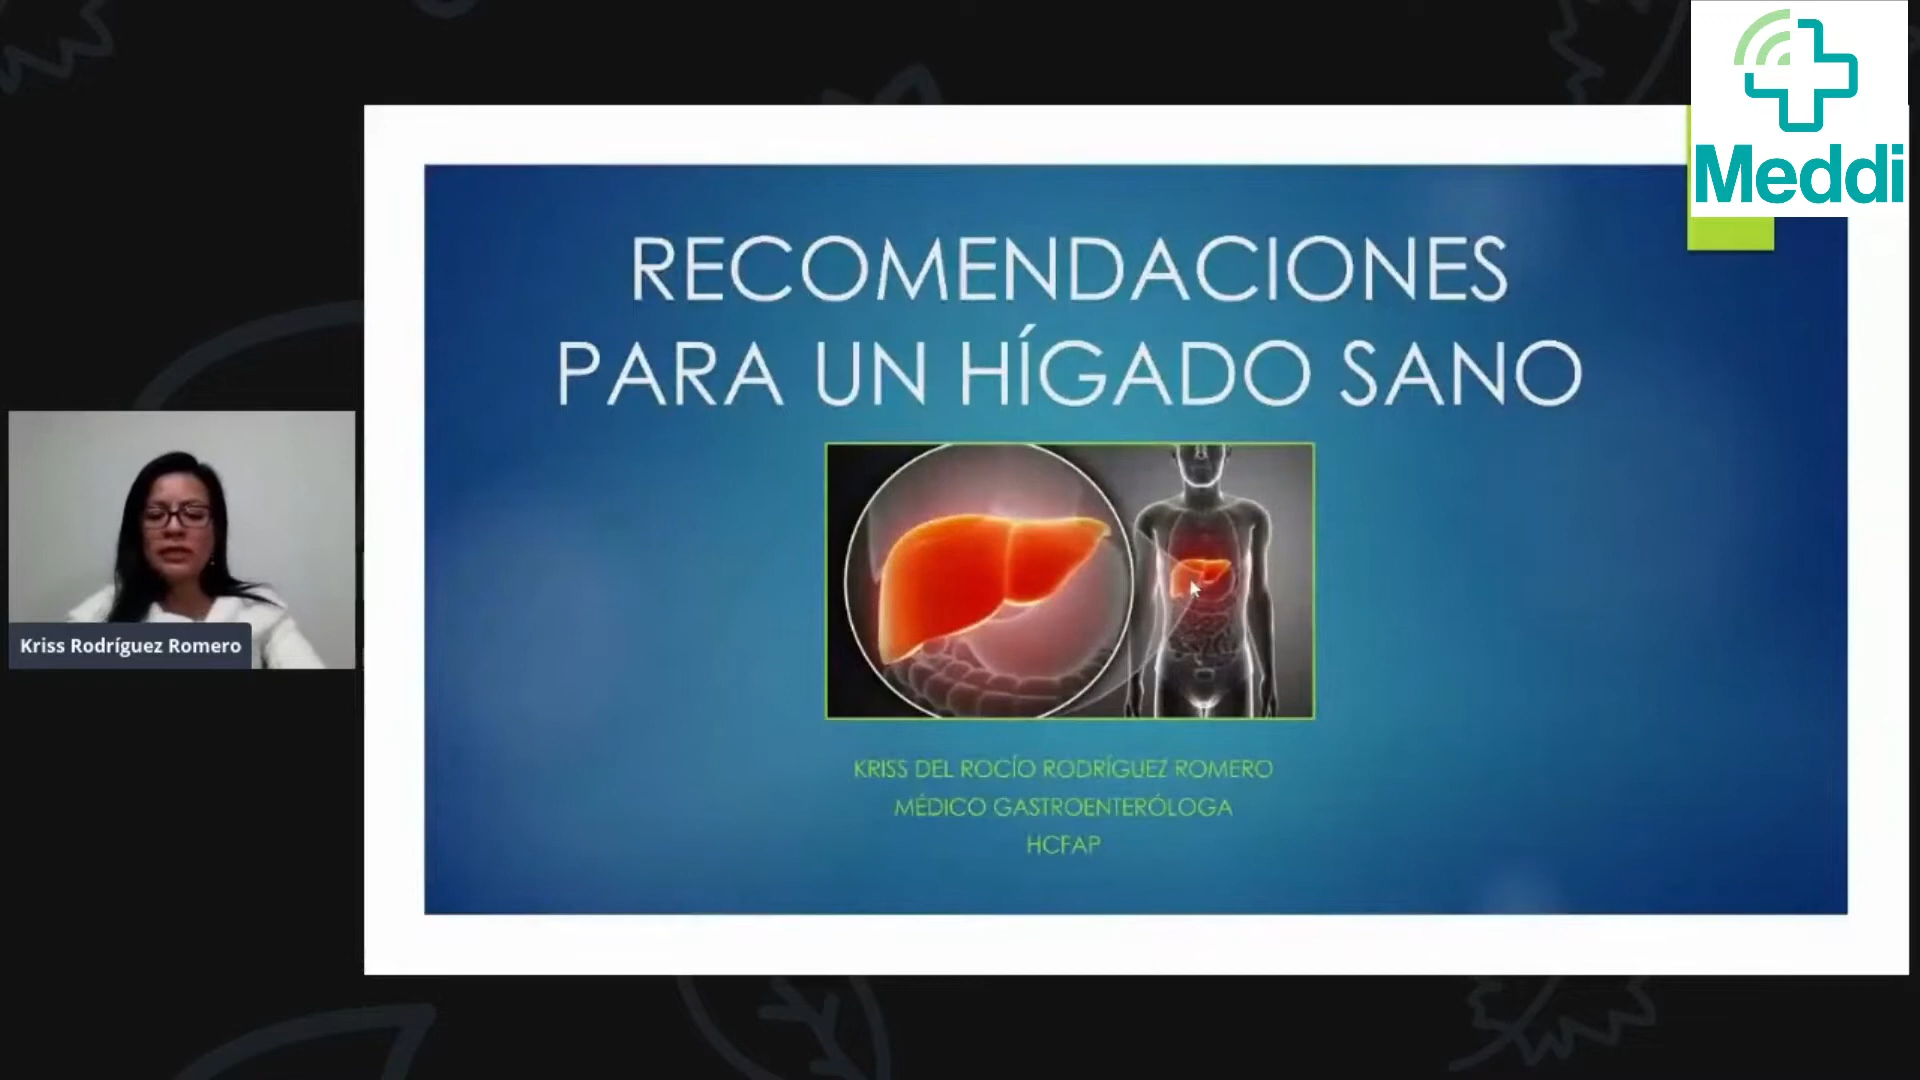 Meddi
RECOMENDACIONES
PARA UN HÍGADO SANO
Kriss Rodríguez Romero
KRISS DEL ROCÍO RODRÍGUEZ ROMERO
MÉDICO GASTROENTERÓLOGA
HCFAP